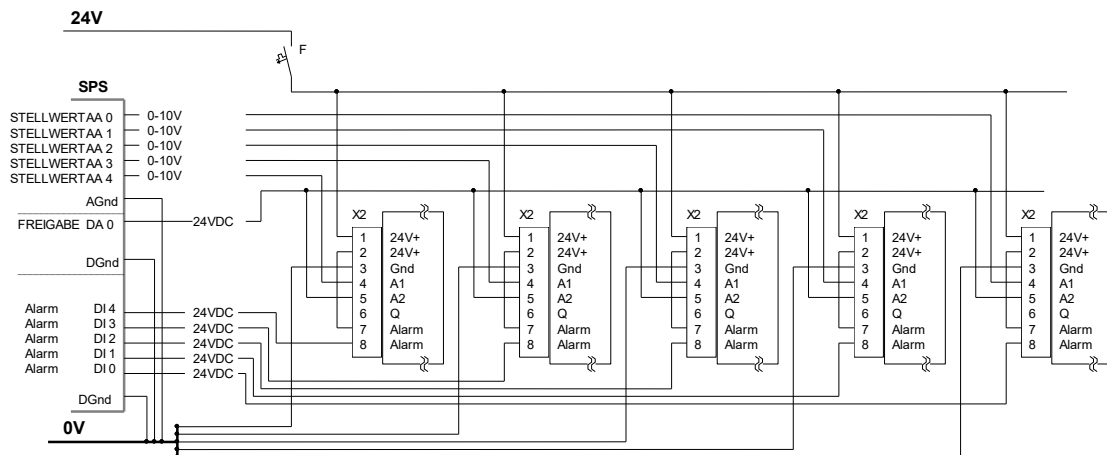 24V
F
SPS
STELLWERTAA 0 0-10V
STELLWERTAA 1 0-10V
STELLWERTAA 2 0-10V
STELLWERTAA 3 0-10V
STELLWERTAA 4 0-10V
AGnd
FREIGABE DA 0 24VDC
DGnd
Alarm DI 4 24VDC
Alarm DI 3 24VDC
Alarm DI 2 24VDC
Alarm DI 1 24VDC
Alarm DI 0 24VDC
DGnd
0V
X2
1 24V+
2 24V+
3 Gnd
4 A1
5 A2
6 Q
7 Alarm
8 Alarm
X2
1 24V+
2 24V+
3 Gnd
4 A1
5 A2
6 Q
7 Alarm
8 Alarm
X2
1 24V+
2 24V+
3 Gnd
4 A1
5 A2
6 Q
7 Alarm
8 Alarm
X2
1 24V+
2 24V+
3 Gnd
4 A1
5 A2
6 Q
7 Alarm
8 Alarm
X2
1 24V+
2 24V+
3 Gnd
4 A1
5 A2
6 Q
7 Alarm
8 Alarm